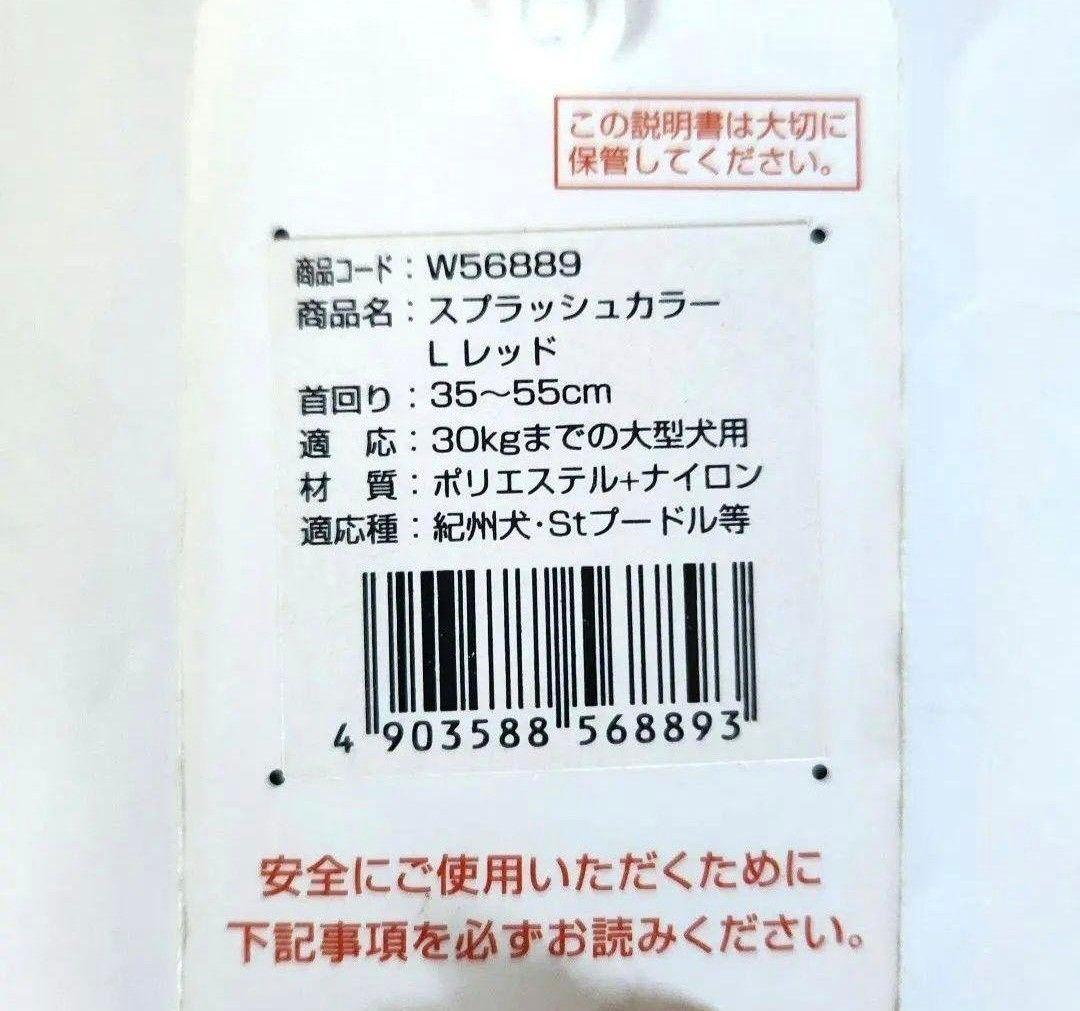 この説明書は大切に
保管してください。
商品コード：W56889
商品名：スプラッシュカラー
L レッド
首回り：35～55cm
適　応：30kgまでの大型犬用
材　質：ポリエステル+ナイロン
適応種：紀州犬・Stプードル等
4 903588 568893
安全にご使用いただくために
下記事項を必ずお読みください。